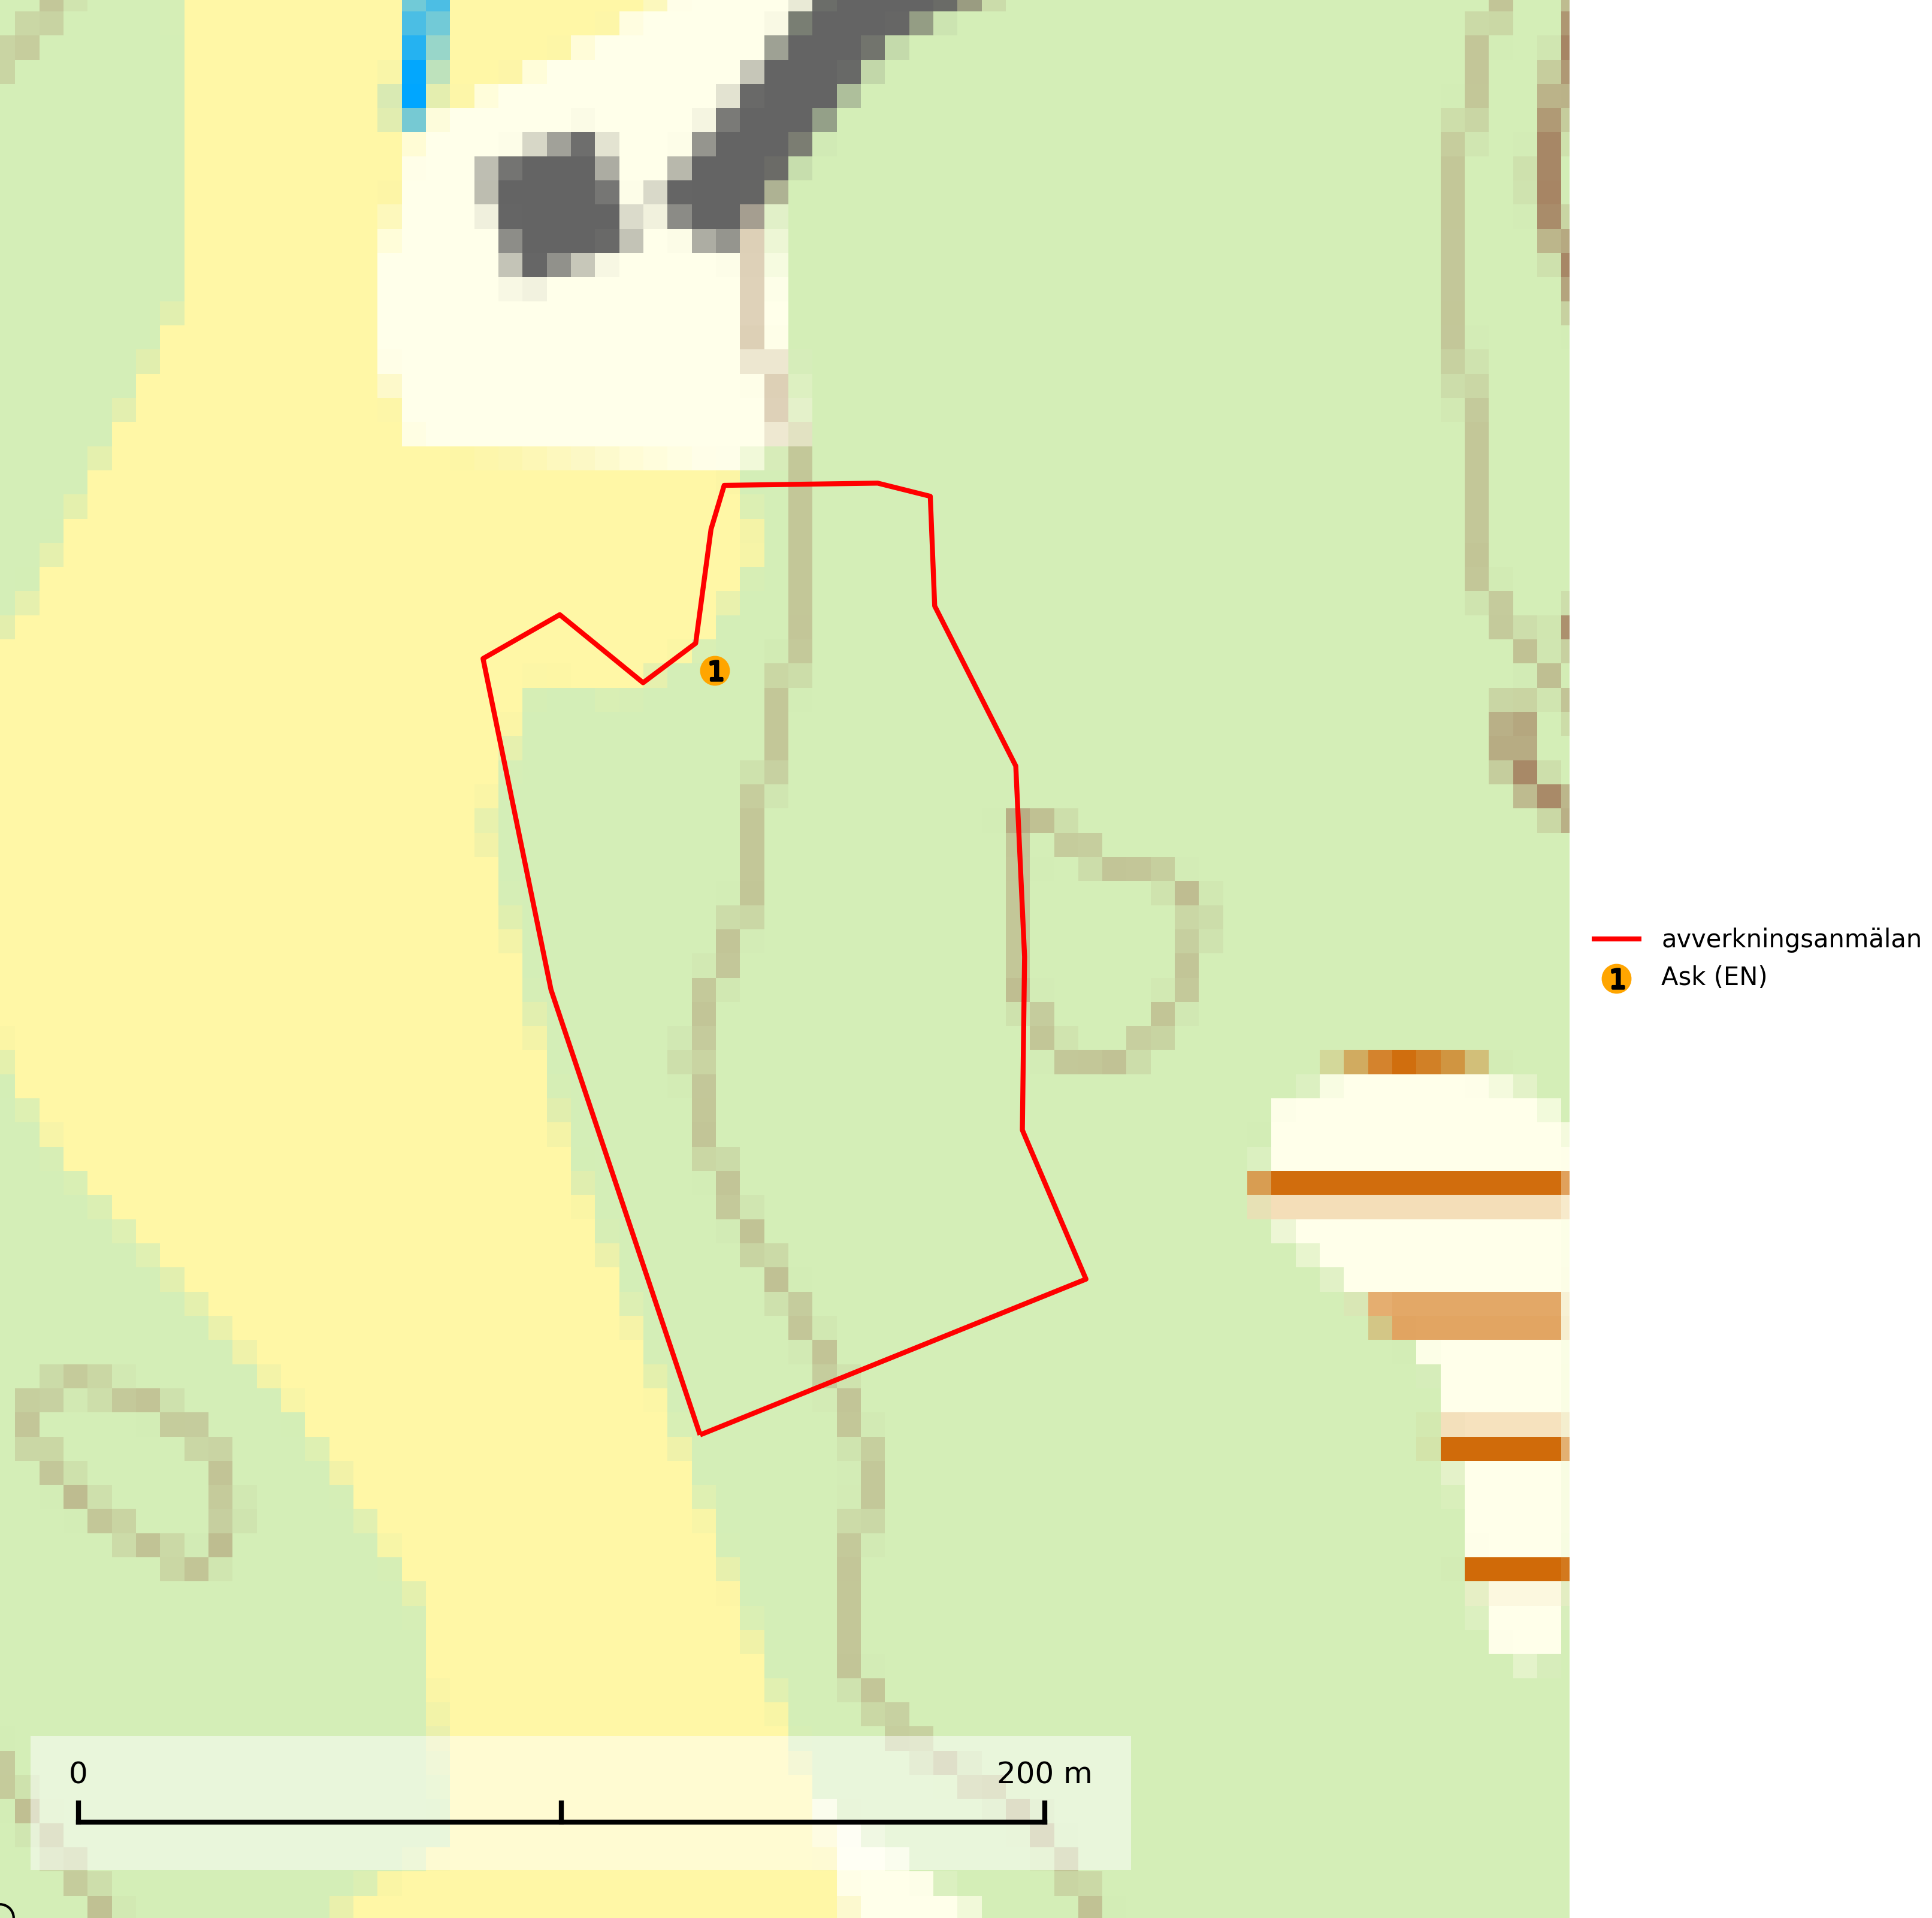 1
avverkningsanmälan
1 Ask (EN)
0 200 m